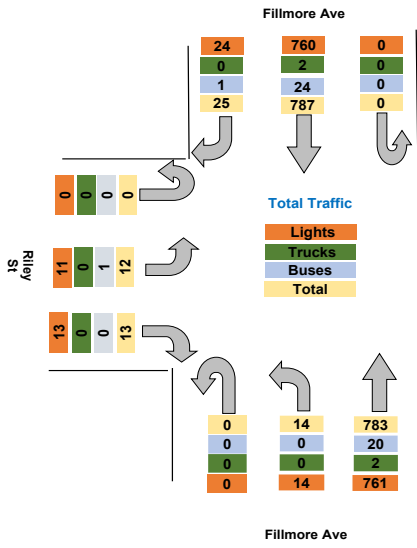 Fillmore Ave
24 760 0
0 2 0
1 24 0
25 787 0
0 0 0 0
Total Traffic
Lights
Trucks
Buses
Total
Riley St
11 0 1 12
13 0 0 13
0 14 783
0 0 20
0 0 2
0 14 761
Fillmore Ave